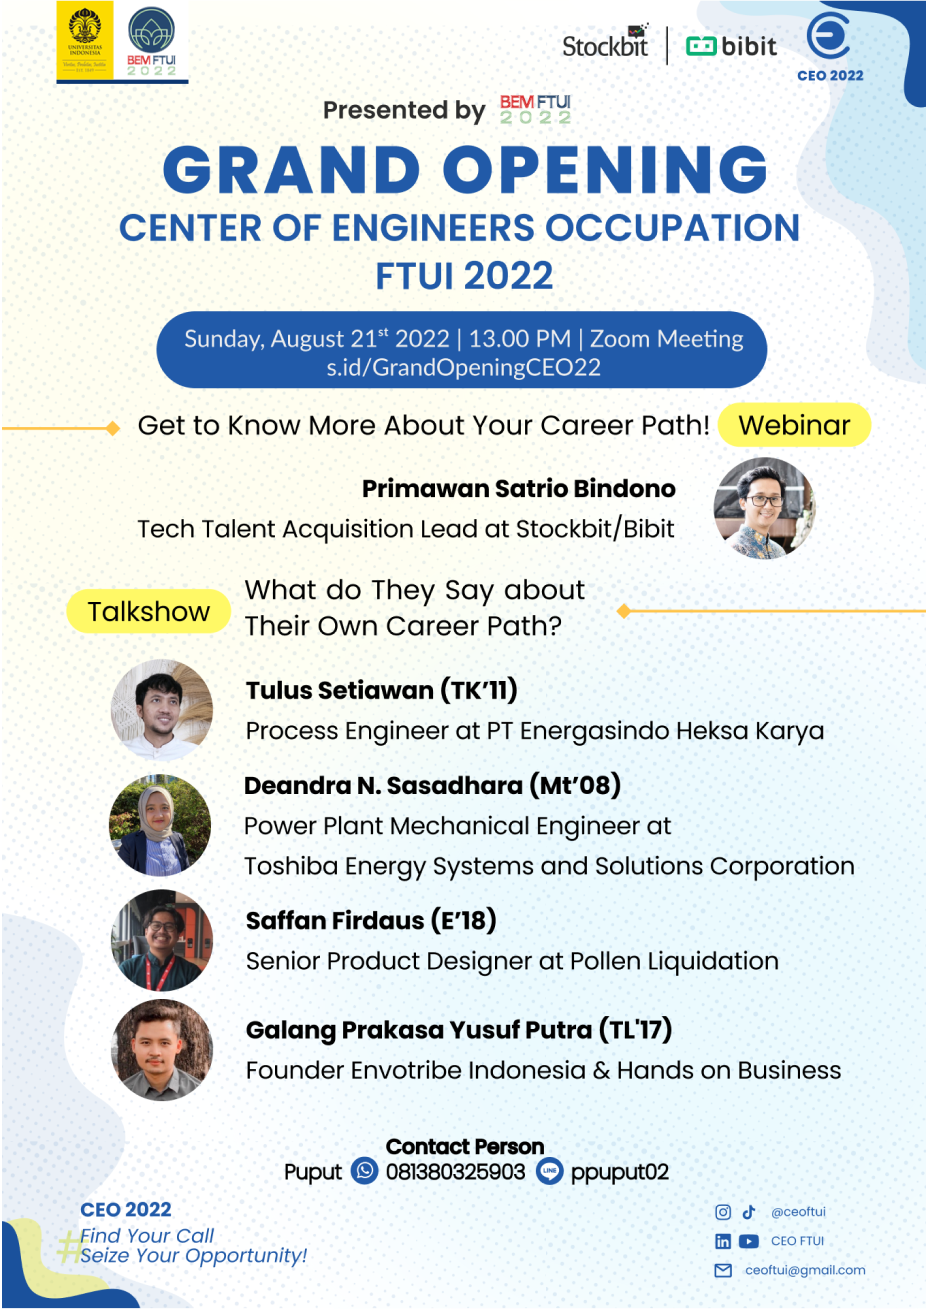 UNIVERSITAS
INDONESIA
Veritas, Probitas, Iustitia
EST. 1849
BEM FTUI
2022
Stockbit
bibit
CEO 2022
Presented by BEM FTUI
2022
GRAND OPENING
CENTER OF ENGINEERS OCCUPATION
FTUI 2022
Sunday, August 21st 2022 | 13.00 PM | Zoom Meeting
s.id/GrandOpeningCEO22
Get to Know More About Your Career Path! Webinar
Primawan Satrio Bindono
Tech Talent Acquisition Lead at Stockbit/Bibit
Talkshow
What do They Say about
Their Own Career Path?
Tulus Setiawan (TK'11)
Process Engineer at PT Energasindo Heksa Karya
Deandra N. Sasadhara (Mt'08)
Power Plant Mechanical Engineer at
Toshiba Energy Systems and Solutions Corporation
Saffan Firdaus (E'18)
Senior Product Designer at Pollen Liquidation
Galang Prakasa Yusuf Putra (TL'17)
Founder Envotribe Indonesia & Hands on Business
Contact Person
Puput 081380325903 LINE ppuput02
CEO 2022
#Find Your Call
Seize Your Opportunity!
@ceoftui
CEO FTUI
ceoftui@gmail.com